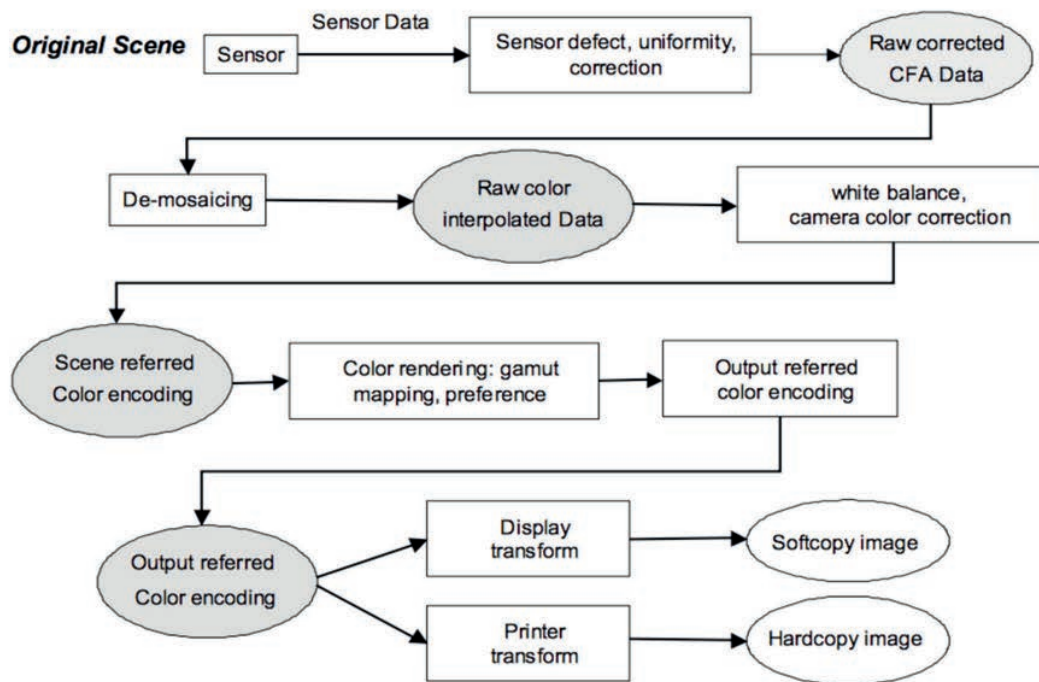 Original Scene
Sensor
Sensor Data
Sensor defect, uniformity,
correction
Raw corrected
CFA Data
De-mosaicing
Raw color
interpolated Data
white balance,
camera color correction
Scene referred
Color encoding
Color rendering: gamut
mapping, preference
Output referred
color encoding
Output referred
Color encoding
Display
transform
Softcopy image
Printer
transform
Hardcopy image